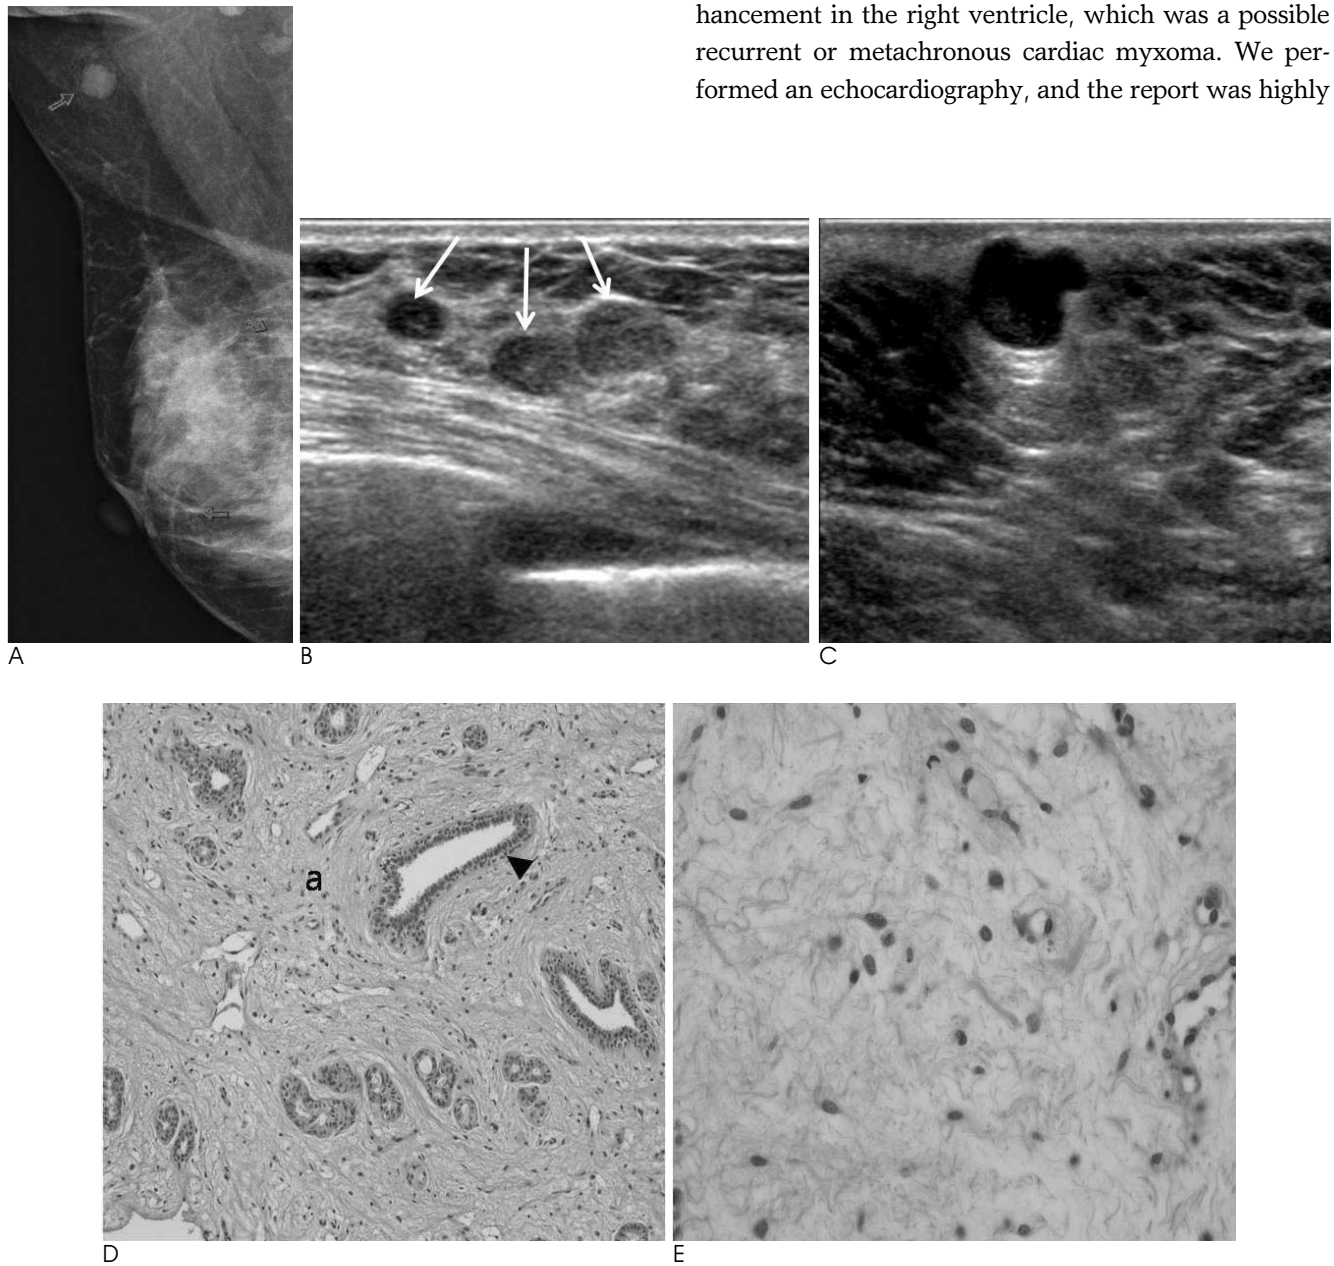 hancement in the right ventricle, which was a possible
recurrent or metachronous cardiac myxoma. We per-
formed an echocardiography, and the report was highly
A
B
C
a
D
E